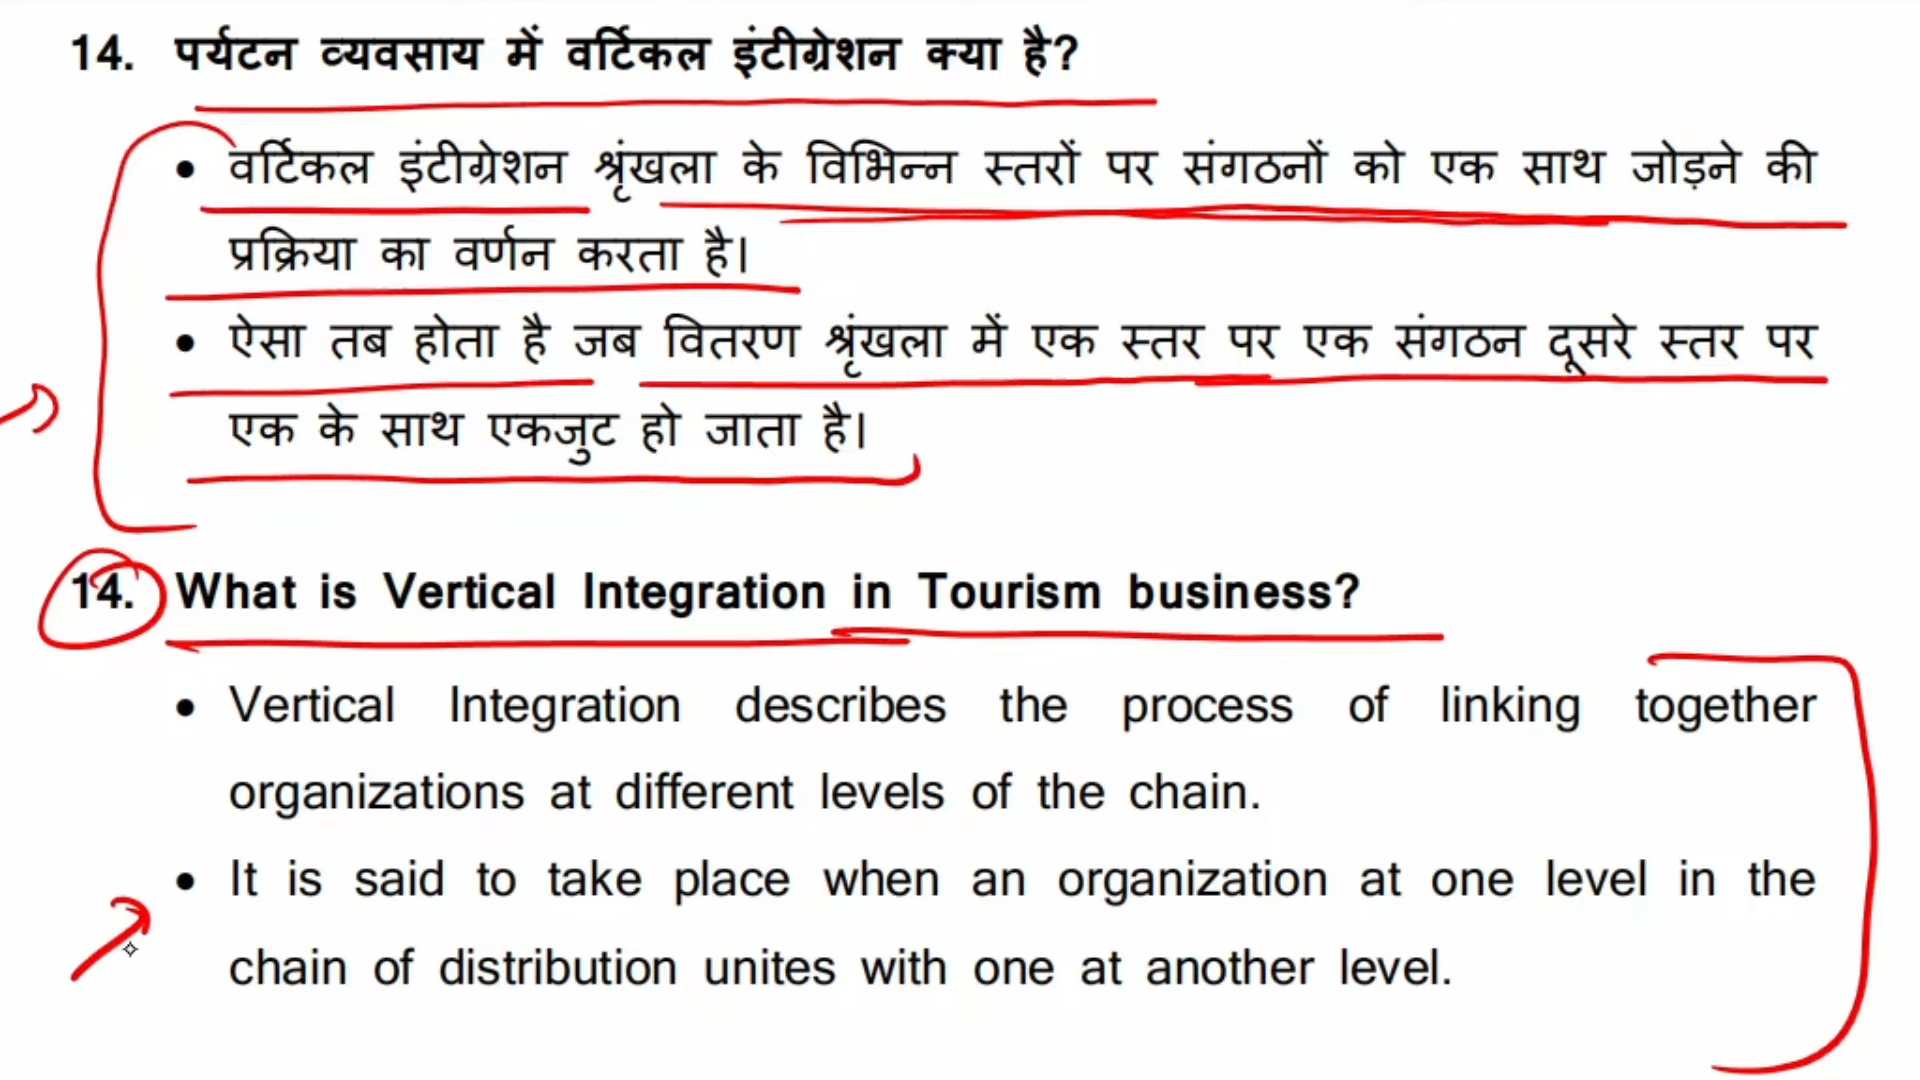 14. पर्यटन व्यवसाय में वर्टिकल इंटीग्रेशन क्या है?
• वर्टिकल इंटीग्रेशन श्रृंखला के विभिन्न स्तरों पर संगठनों को एक साथ जोड़ने की
प्रक्रिया का वर्णन करता है।
• ऐसा तब होता है जब वितरण श्रृंखला में एक स्तर पर एक संगठन दूसरे स्तर पर
एक के साथ एकजुट हो जाता है।
14. What is Vertical Integration in Tourism business?
• Vertical Integration describes the process of linking together
organizations at different levels of the chain.
• It is said to take place when an organization at one level in the
chain of distribution unites with one at another level.